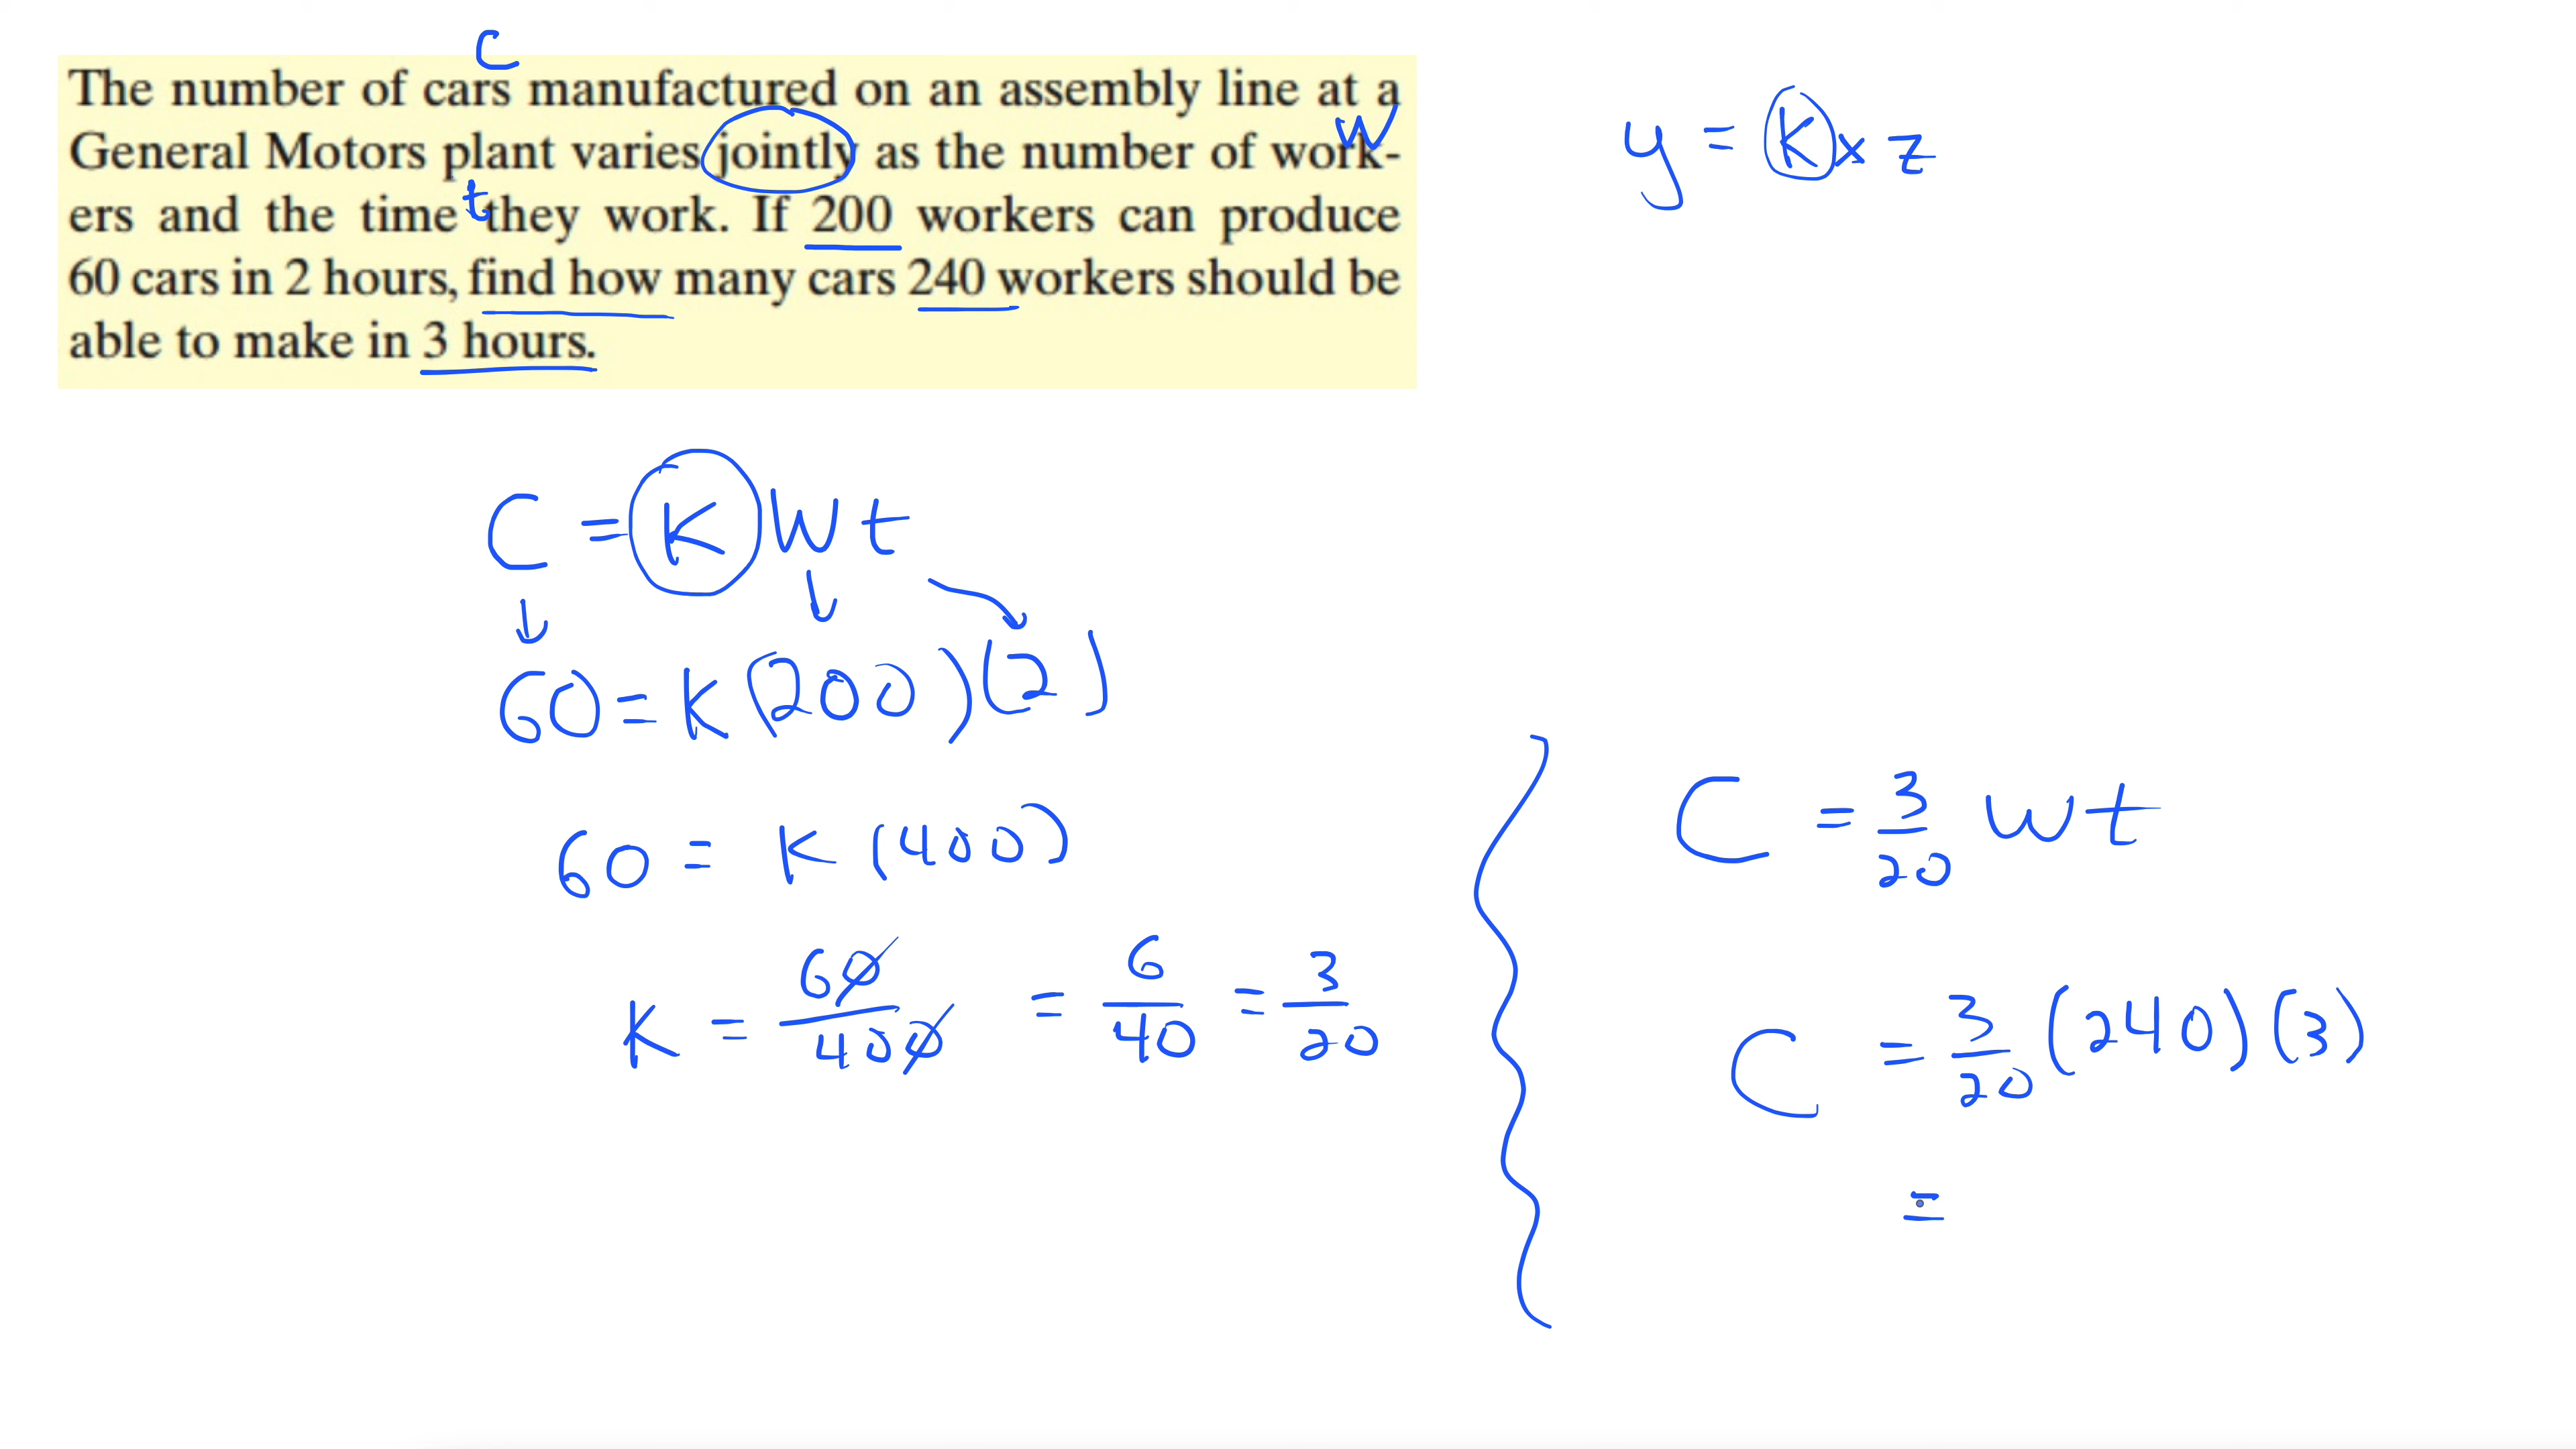 C
The number of cars manufactured on an assembly line at a
W
General Motors plant varies jointly as the number of work-
t
ers and the time they work. If 200 workers can produce
60 cars in 2 hours, find how many cars 240 workers should be
able to make in 3 hours.
y = K x z
C = K W t
60 = K (200) (2)
60 = K (400)
K = 60/400 = 6/40 = 3/20
C = 3/20 w t
C = 3/20 (240) (3)
=